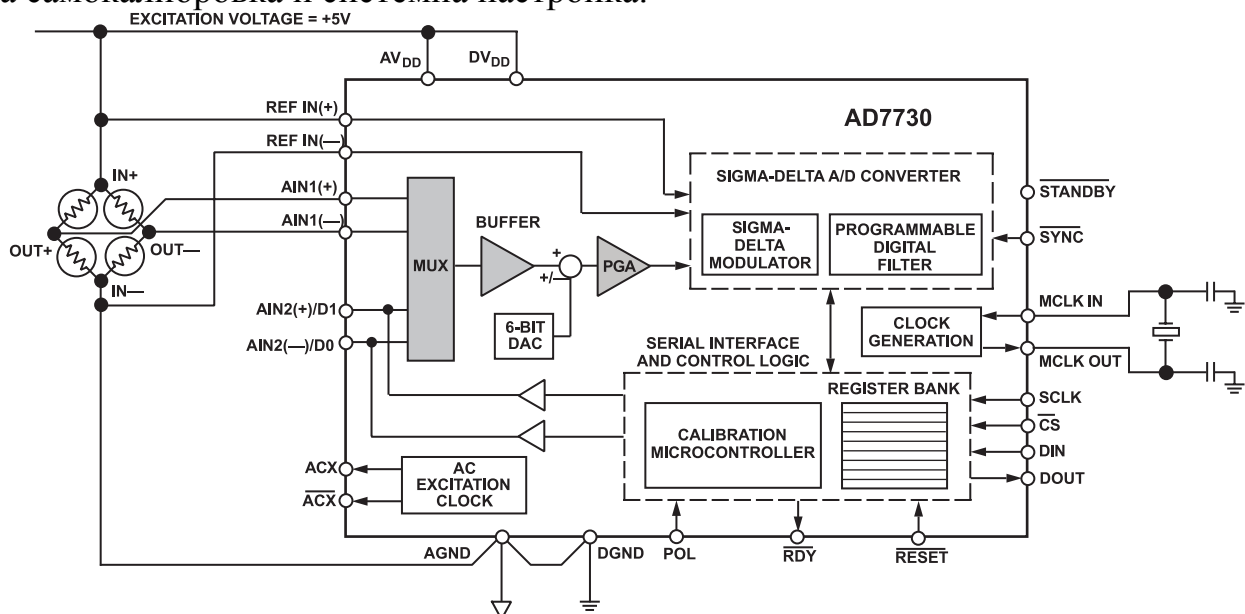 а самокалибровка и системна настройка.
EXCITATION VOLTAGE = +5V
AVDD
DVDD
REF IN(+)
REF IN(—)
AIN1(+)
AIN1(—)
IN+
OUT+
OUT—
IN—
AIN2(+)/D1
AIN2(—)/D0
ACX
ACX
AD7730
MUX
BUFFER
+
+/—
PGA
6-BIT
DAC
SIGMA-DELTA A/D CONVERTER
SIGMA-
DELTA
MODULATOR
PROGRAMMABLE
DIGITAL
FILTER
STANDBY
SYNC
MCLK IN
CLOCK
GENERATION
MCLK OUT
SERIAL INTERFACE
AND CONTROL LOGIC
REGISTER BANK
CALIBRATION
MICROCONTROLLER
SCLK
CS
DIN
DOUT
AC
EXCITATION
CLOCK
AGND
DGND
POL
RDY
RESET